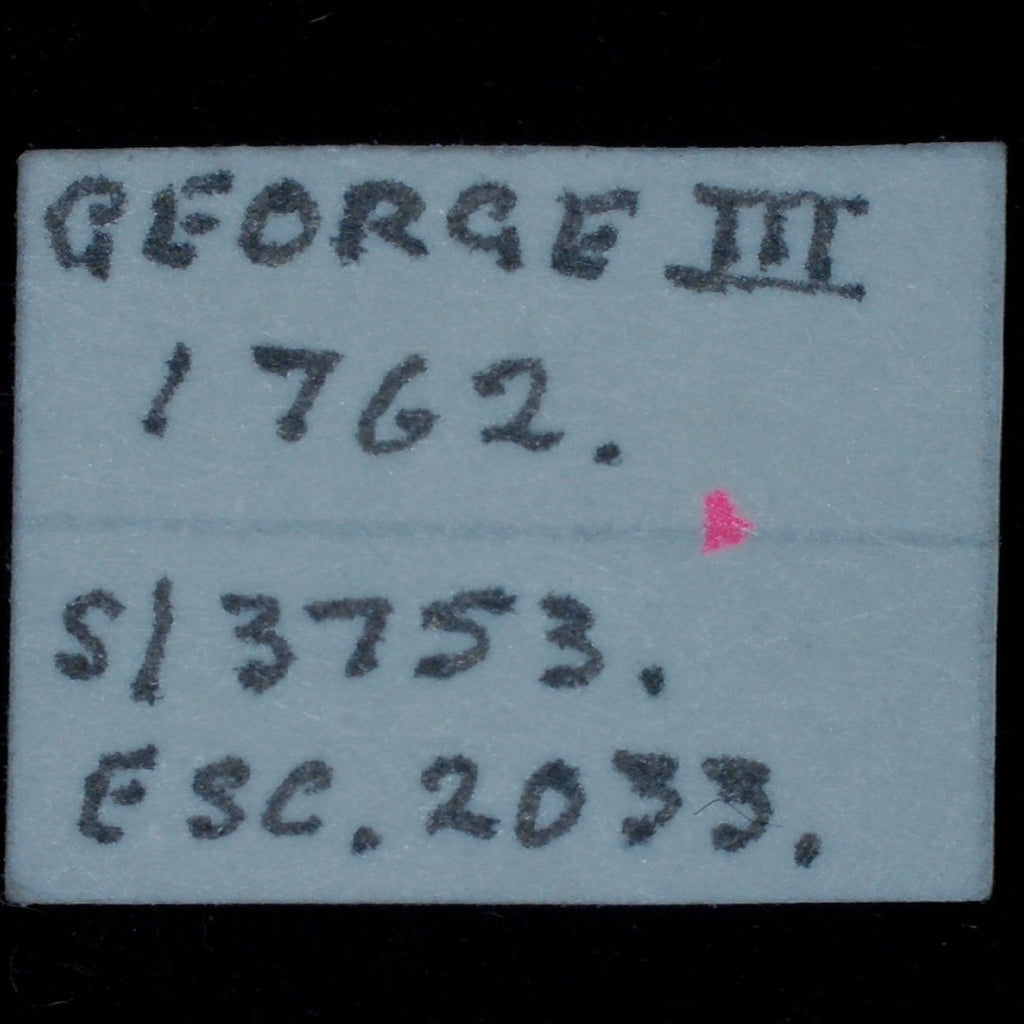 GEORGE III
1762.
S/3753.
ESC. 2033.